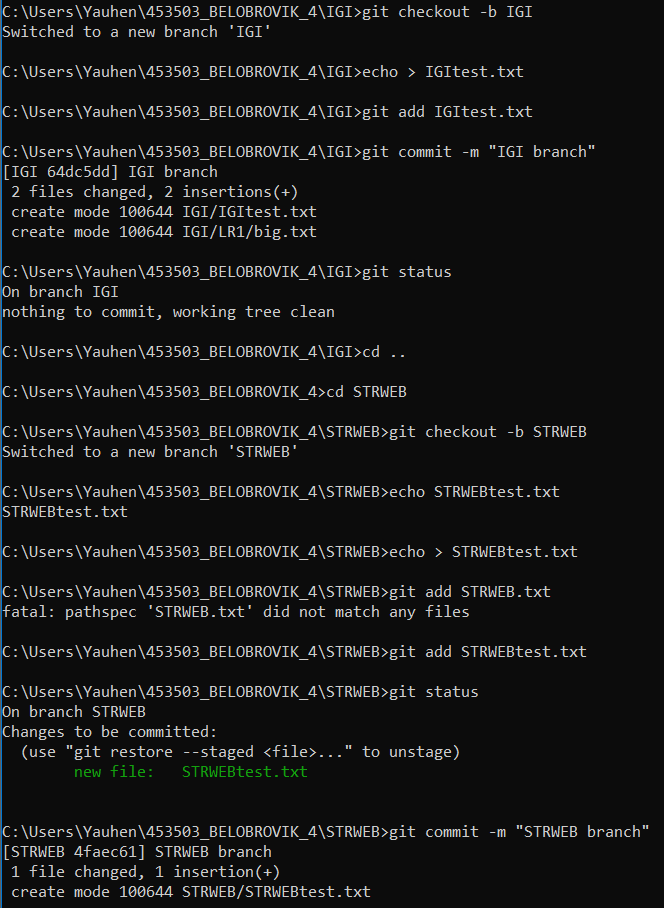 C:\Users\Yauhen\453503_BELOBROVIK_4\IGI>git checkout -b IGI
Switched to a new branch 'IGI'
C:\Users\Yauhen\453503_BELOBROVIK_4\IGI>echo > IGItest.txt
C:\Users\Yauhen\453503_BELOBROVIK_4\IGI>git add IGItest.txt
C:\Users\Yauhen\453503_BELOBROVIK_4\IGI>git commit -m "IGI branch"
[IGI 64dc5dd] IGI branch
 2 files changed, 2 insertions(+)
 create mode 100644 IGI/IGItest.txt
 create mode 100644 IGI/LR1/big.txt
C:\Users\Yauhen\453503_BELOBROVIK_4\IGI>git status
On branch IGI
nothing to commit, working tree clean
C:\Users\Yauhen\453503_BELOBROVIK_4\IGI>cd ..
C:\Users\Yauhen\453503_BELOBROVIK_4>cd STRWEB
C:\Users\Yauhen\453503_BELOBROVIK_4\STRWEB>git checkout -b STRWEB
Switched to a new branch 'STRWEB'
C:\Users\Yauhen\453503_BELOBROVIK_4\STRWEB>echo STRWEBtest.txt
STRWEBtest.txt
C:\Users\Yauhen\453503_BELOBROVIK_4\STRWEB>echo > STRWEBtest.txt
C:\Users\Yauhen\453503_BELOBROVIK_4\STRWEB>git add STRWEB.txt
fatal: pathspec 'STRWEB.txt' did not match any files
C:\Users\Yauhen\453503_BELOBROVIK_4\STRWEB>git add STRWEBtest.txt
C:\Users\Yauhen\453503_BELOBROVIK_4\STRWEB>git status
On branch STRWEB
Changes to be committed:
  (use "git restore --staged <file>..." to unstage)
        new file:   STRWEBtest.txt
C:\Users\Yauhen\453503_BELOBROVIK_4\STRWEB>git commit -m "STRWEB branch"
[STRWEB 4faec61] STRWEB branch
 1 file changed, 1 insertion(+)
 create mode 100644 STRWEB/STRWEBtest.txt